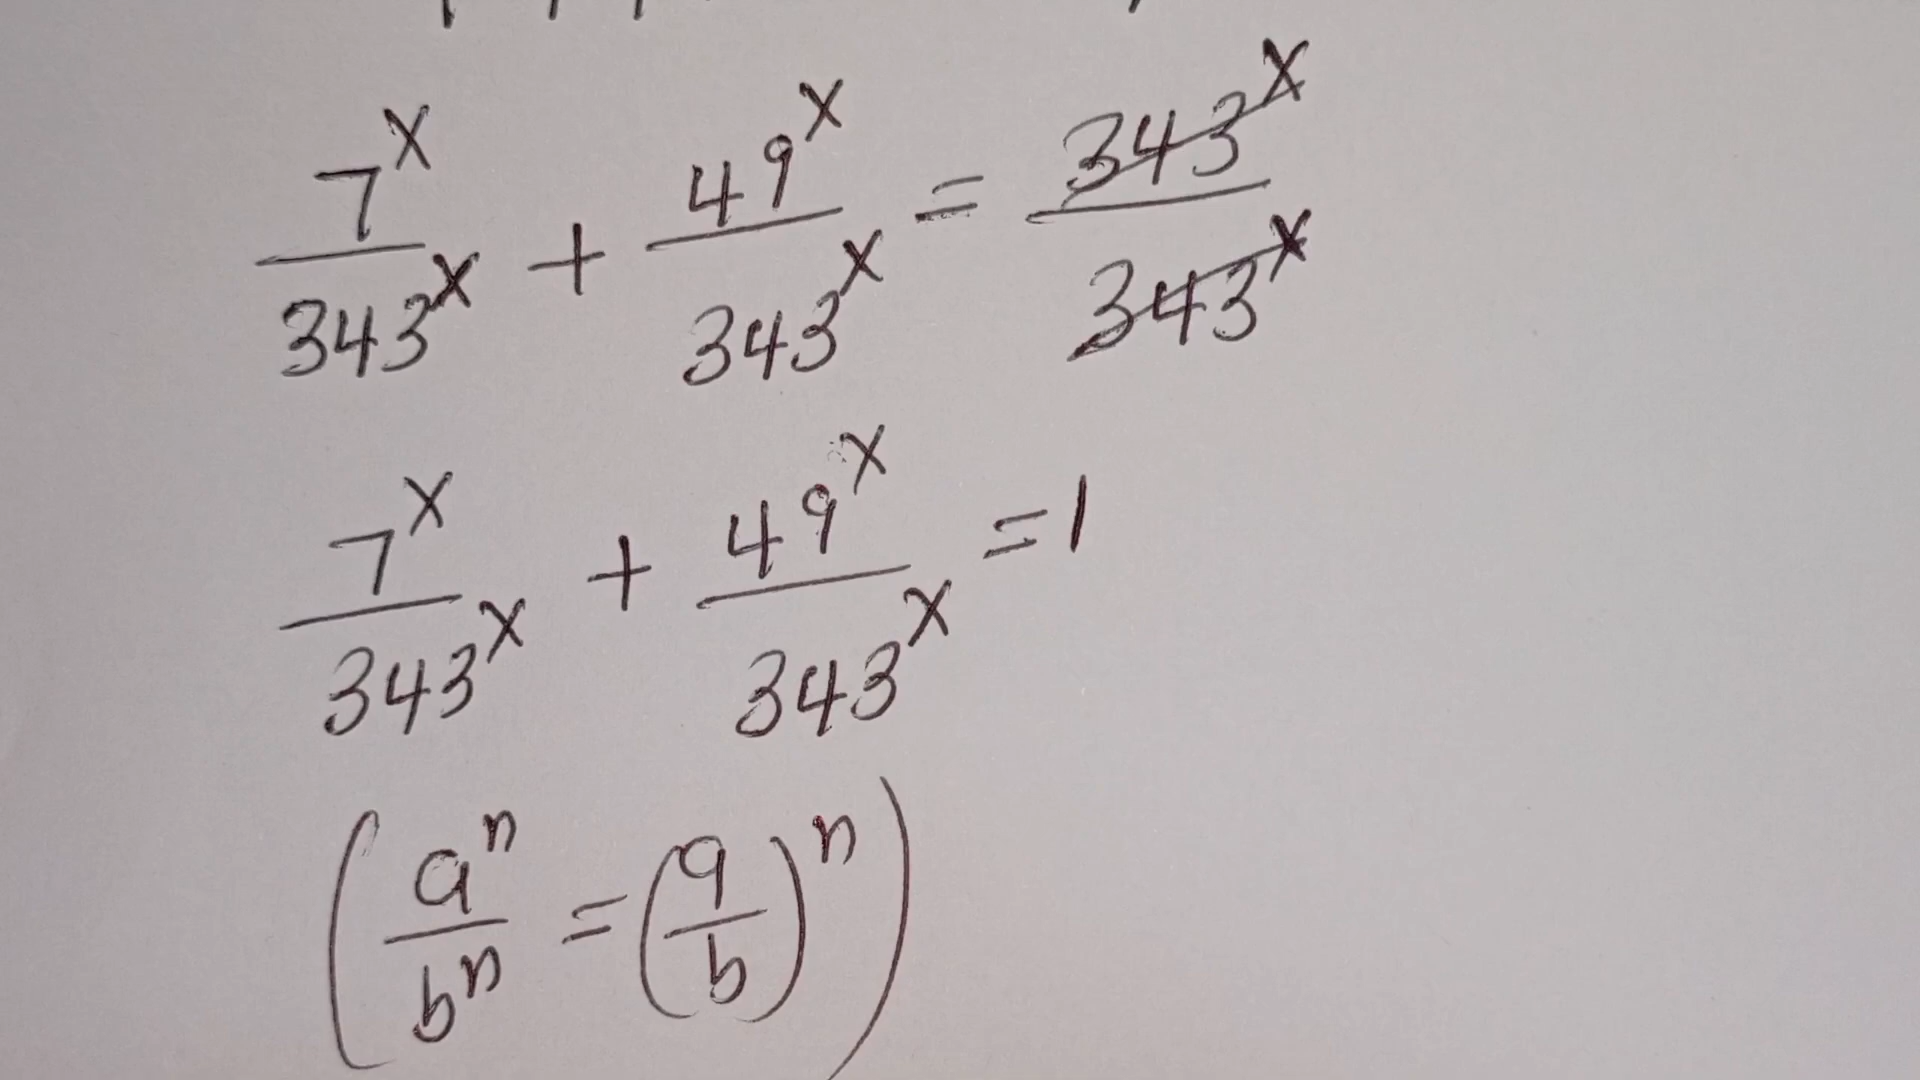 7^x/343^x + 49^x/343^x = 343^x/343^x
7^x/343^x + 49^x/343^x = 1
(a^n/b^n = (a/b)^n)